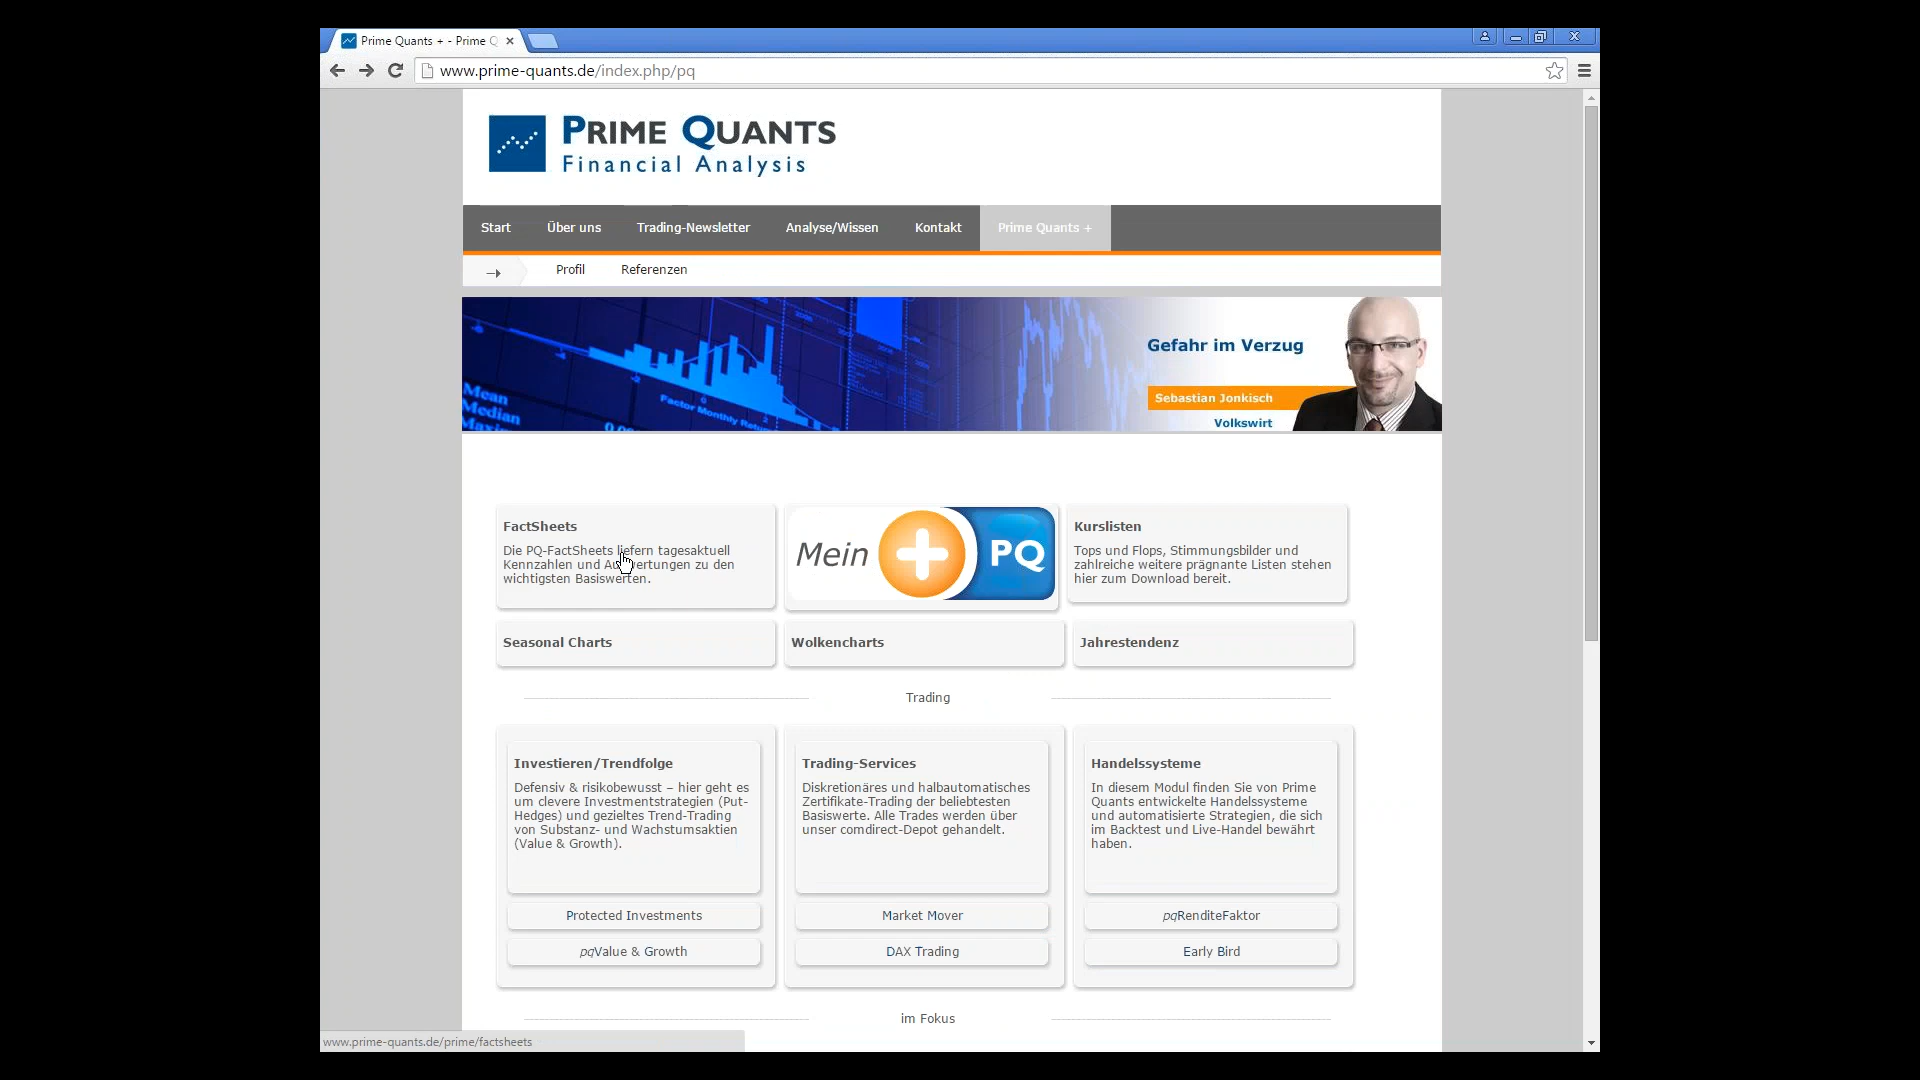 Prime Quants + - Prime Q
www.prime-quants.de/index.php/pq
PRIME QUANTS
Financial Analysis
Start Über uns Trading-Newsletter Analyse/Wissen Kontakt Prime Quants +
Profil Referenzen
Gefahr im Verzug
Sebastian Jonkisch
Volkswirt
Mean
Median
Factor Monthly
FactSheets
Die PQ-FactSheets liefern tagesaktuell
Kennzahlen und Auswertungen zu den
wichtigsten Basiswerten.
Mein + PQ
Kurslisten
Tops und Flops, Stimmungsbilder und
zahlreiche weitere prägnante Listen stehen
hier zum Download bereit.
Seasonal Charts
Wolkencharts
Jahrestendenz
Trading
Investieren/Trendfolge
Defensiv & risikobewusst – hier geht es
um clevere Investmentstrategien (Put-
Hedges) und gezieltes Trend-Trading
von Substanz- und Wachstumsaktien
(Value & Growth).
Protected Investments
pqValue & Growth
Trading-Services
Diskretionäres und halbautomatisches
Zertifikate-Trading der beliebtesten
Basiswerte. Alle Trades werden über
unser comdirect-Depot gehandelt.
Market Mover
DAX Trading
Handelssysteme
In diesem Modul finden Sie von Prime
Quants entwickelte Handelssysteme
und automatisierte Strategien, die sich
im Backtest und Live-Handel bewährt
haben.
pqRenditeFaktor
Early Bird
im Fokus
www.prime-quants.de/prime/factsheets